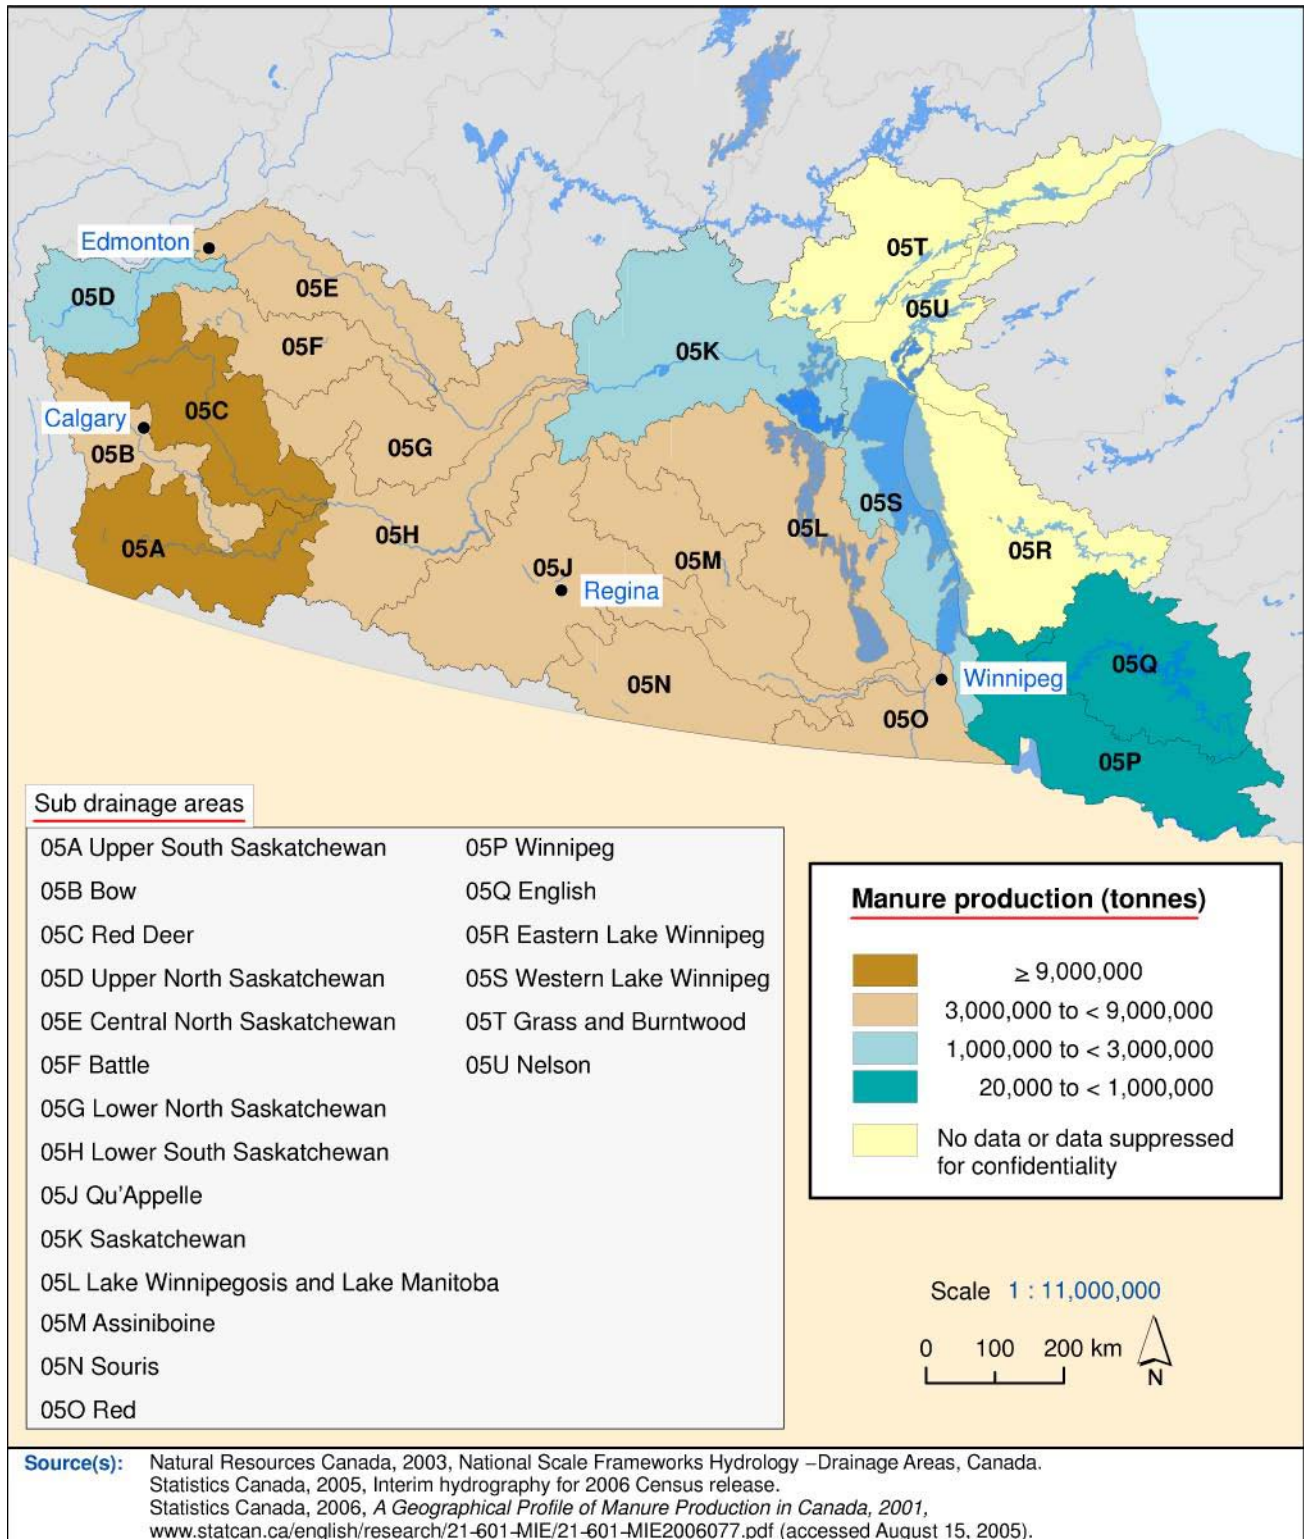 Edmonton
05D
05E
05F
05T
05U
05K
Calgary
05C
05B
05G
05S
05L
05A
05H
05J
05M
05R
Regina
05N
05Q
Winnipeg
05O
05P
Sub drainage areas
05A Upper South Saskatchewan
05B Bow
05C Red Deer
05D Upper North Saskatchewan
05E Central North Saskatchewan
05F Battle
05G Lower North Saskatchewan
05H Lower South Saskatchewan
05J Qu'Appelle
05K Saskatchewan
05L Lake Winnipegosis and Lake Manitoba
05M Assiniboine
05N Souris
05O Red
05P Winnipeg
05Q English
05R Eastern Lake Winnipeg
05S Western Lake Winnipeg
05T Grass and Burntwood
05U Nelson
Manure production (tonnes)
≥ 9,000,000
3,000,000 to < 9,000,000
1,000,000 to < 3,000,000
20,000 to < 1,000,000
No data or data suppressed
for confidentiality
Scale 1 : 11,000,000
0 100 200 km
N
Source(s): Natural Resources Canada, 2003, National Scale Frameworks Hydrology –Drainage Areas, Canada.
Statistics Canada, 2005, Interim hydrography for 2006 Census release.
Statistics Canada, 2006, A Geographical Profile of Manure Production in Canada, 2001,
www.statcan.ca/english/research/21-601-MIE/21-601-MIE2006077.pdf (accessed August 15, 2005).